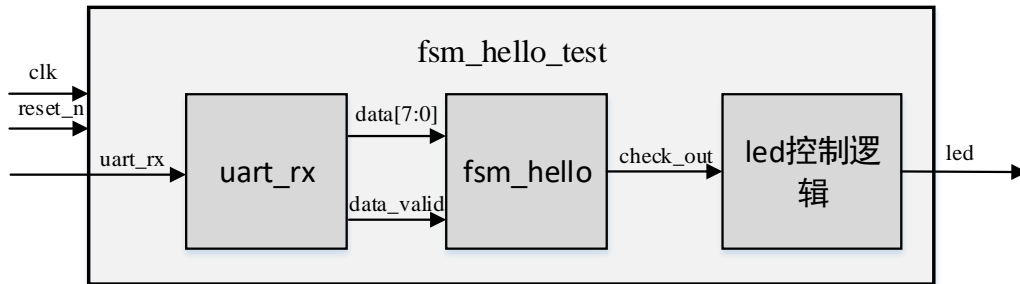 fsm_hello_test
clk
reset_n
uart_rx
uart_rx
data[7:0]
data_valid
fsm_hello
check_out
led控制逻
辑
led